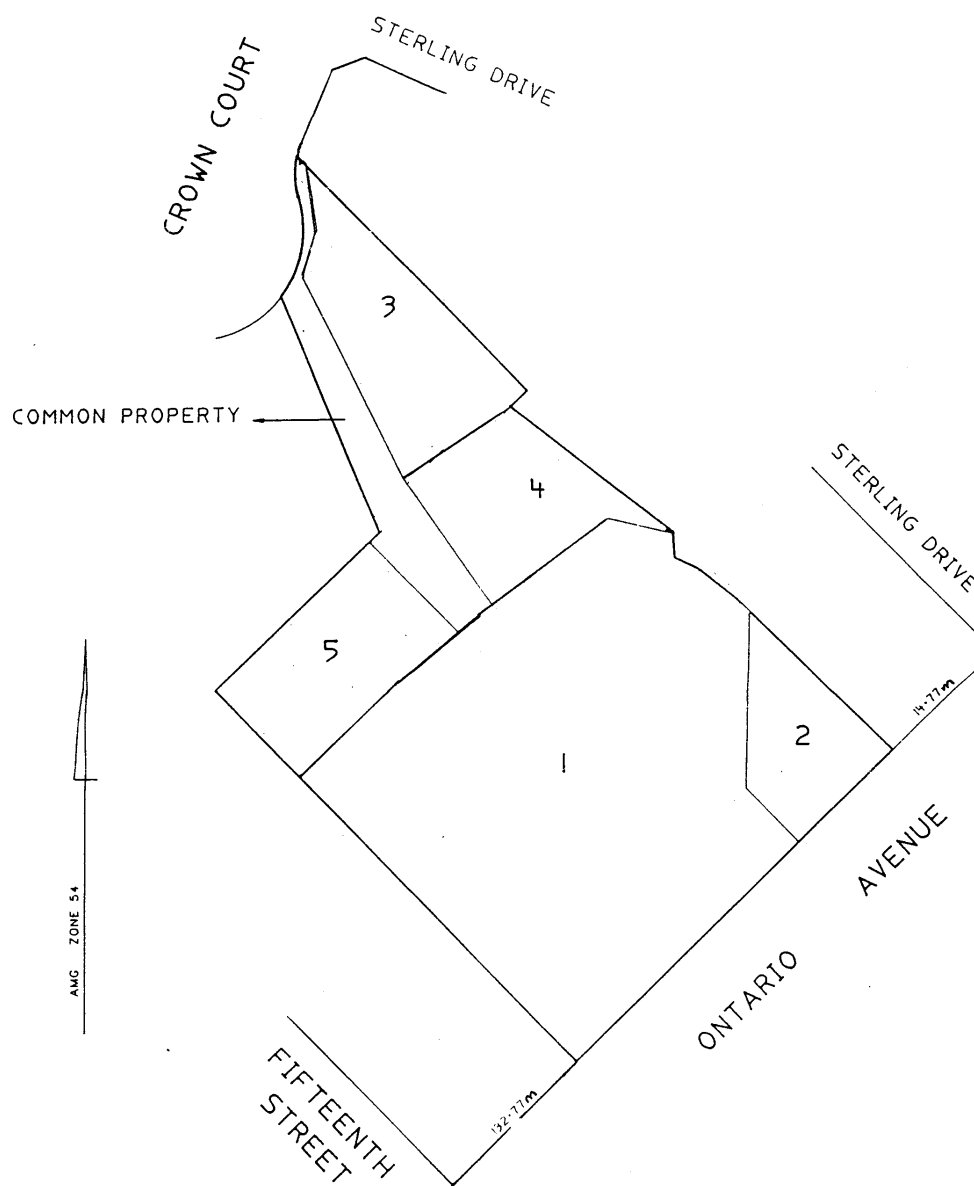 STERLING DRIVE
CROWN COURT
3
COMMON PROPERTY
4
STERLING DRIVE
5
14·77m
2
1
AVENUE
AMG ZONE 54
ONTARIO
FIFTEENTH
STREET
132·77m